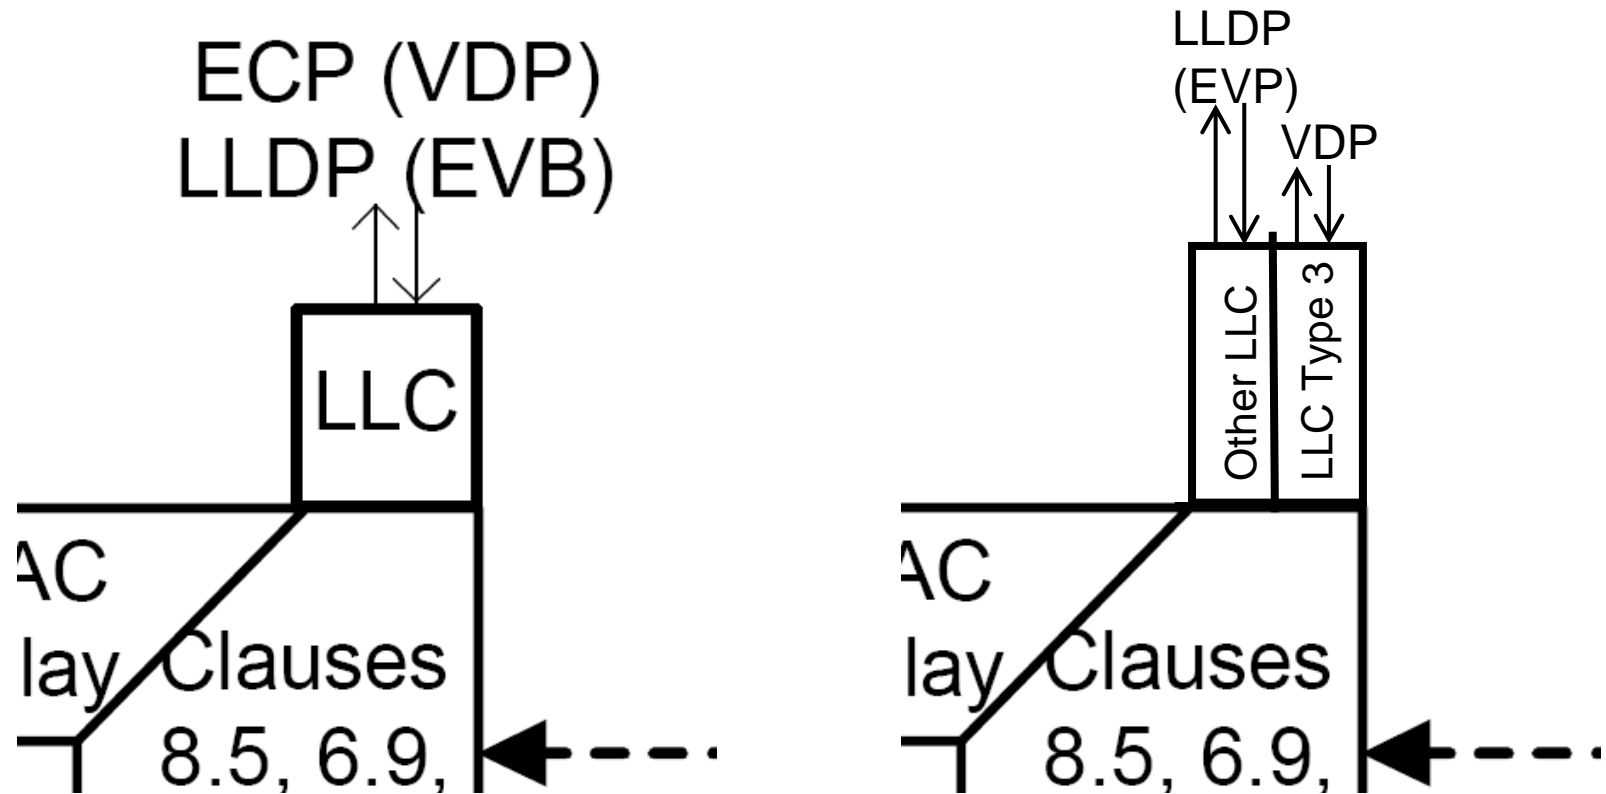 ECP (VDP)
LLDP (EVB)
LLC
AC
lay
Clauses
8.5, 6.9,
LLDP
(EVP)
VDP
Other LLC
LLC Type 3
AC
lay
Clauses
8.5, 6.9,